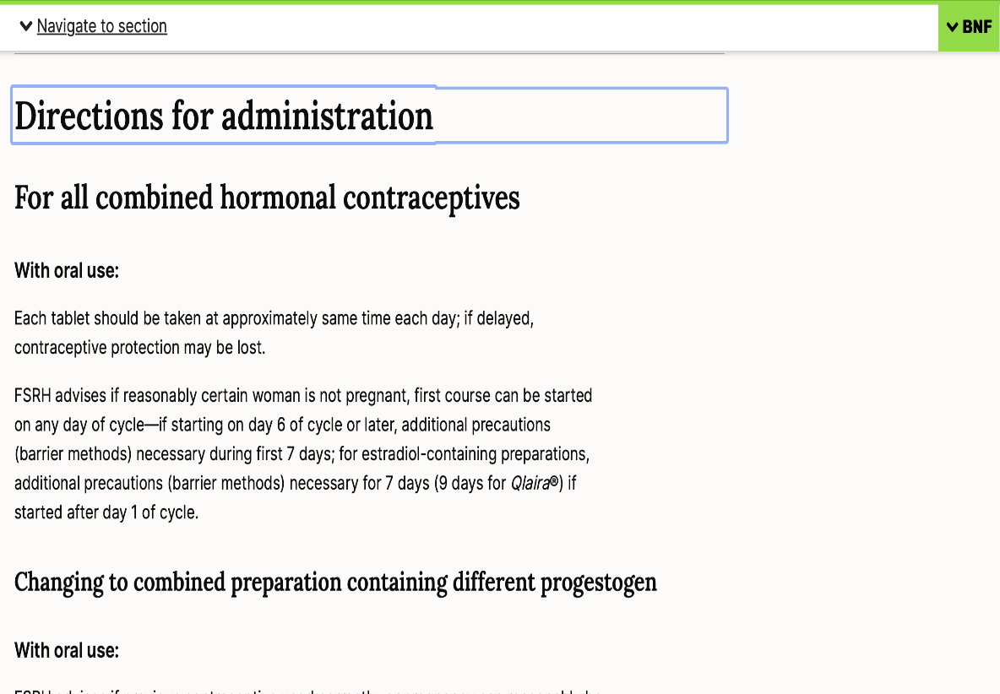 Navigate to section
BNF
Directions for administration
For all combined hormonal contraceptives
With oral use:
Each tablet should be taken at approximately same time each day; if delayed,
contraceptive protection may be lost.
FSRH advises if reasonably certain woman is not pregnant, first course can be started
on any day of cycle—if starting on day 6 of cycle or later, additional precautions
(barrier methods) necessary during first 7 days; for estradiol-containing preparations,
additional precautions (barrier methods) necessary for 7 days (9 days for Qlaira®) if
started after day 1 of cycle.
Changing to combined preparation containing different progestogen
With oral use: